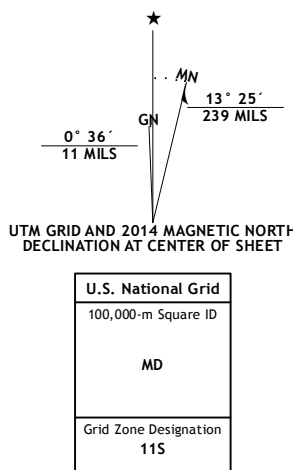 MN
GN
13° 25´
239 MILS
0° 36´
11 MILS
UTM GRID AND 2014 MAGNETIC NORTH
DECLINATION AT CENTER OF SHEET
U.S. National Grid
100,000-m Square ID
MD
Grid Zone Designation
11S